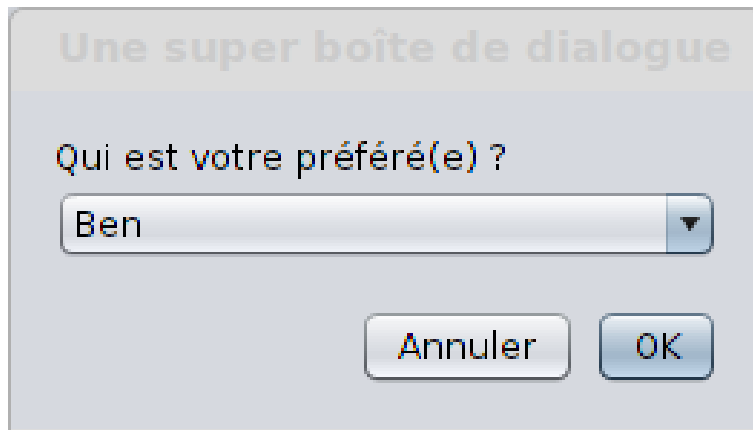 Une super boîte de dialogue
Qui est votre préféré(e) ?
Ben
Annuler OK